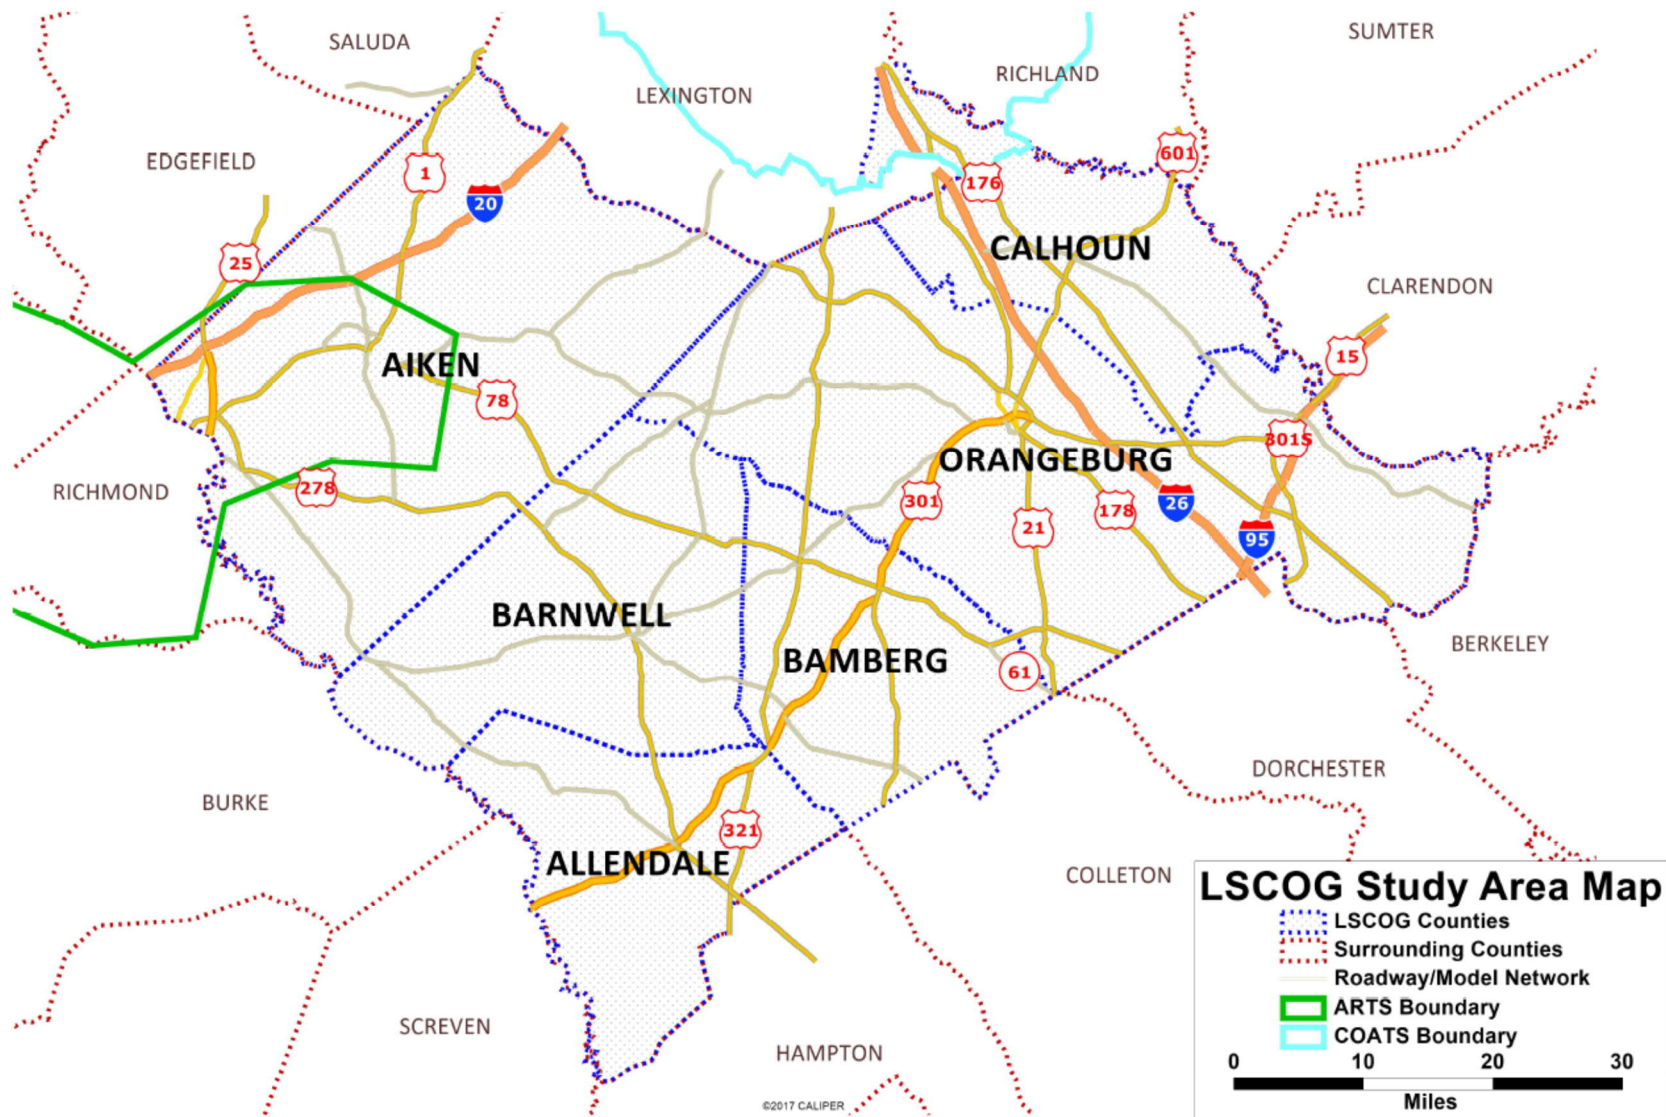 SUMTER
SALUDA
RICHLAND
LEXINGTON
EDGEFIELD
601
1
176
20
CALHOUN
25
CLARENDON
15
AIKEN
78
301S
ORANGEBURG
RICHMOND
278
301
26
178
21
95
BARNWELL
BERKELEY
BAMBERG
61
DORCHESTER
BURKE
321
ALLENDALE
COLLETON
LSCOG Study Area Map
LSCOG Counties
Surrounding Counties
Roadway/Model Network
ARTS Boundary
COATS Boundary
SCREVEN
HAMPTON
0 10 20 30
Miles
©2017 CALIPER